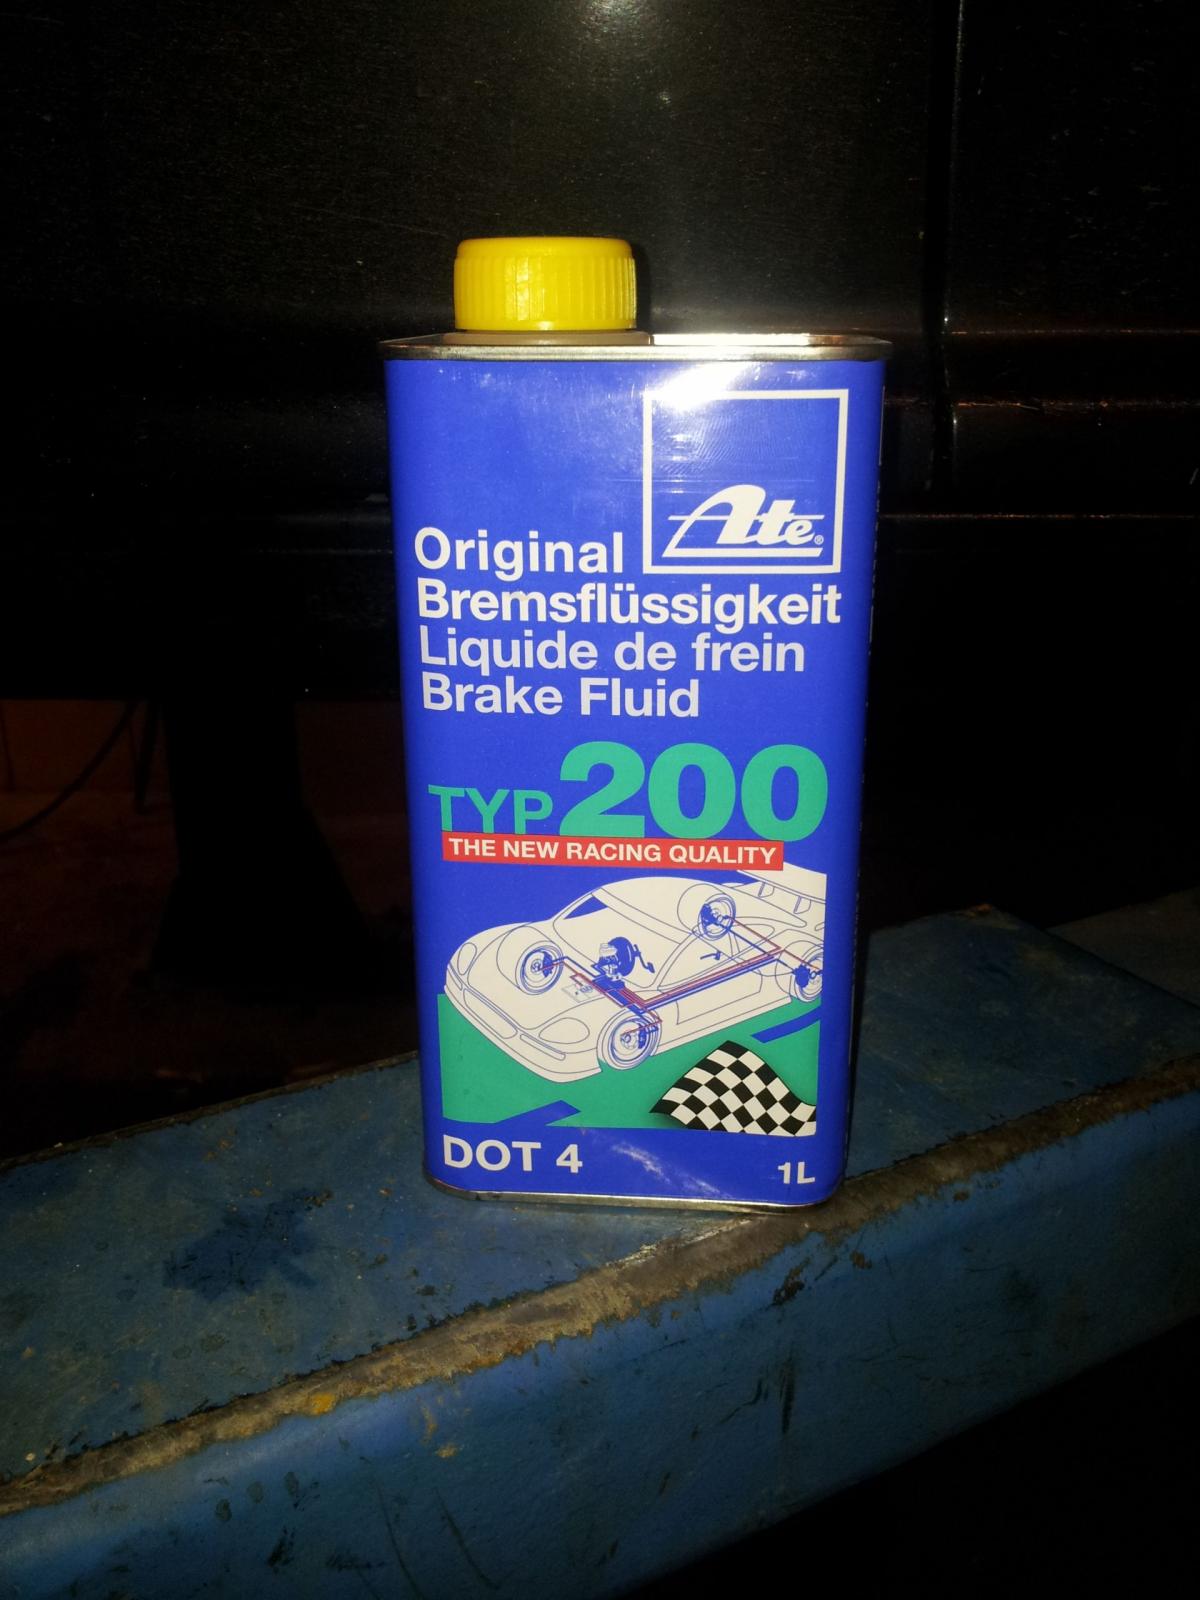 Ate®
Original
Bremsflüssigkeit
Liquide de frein
Brake Fluid
TYP 200
THE NEW RACING QUALITY
DOT 4
1L